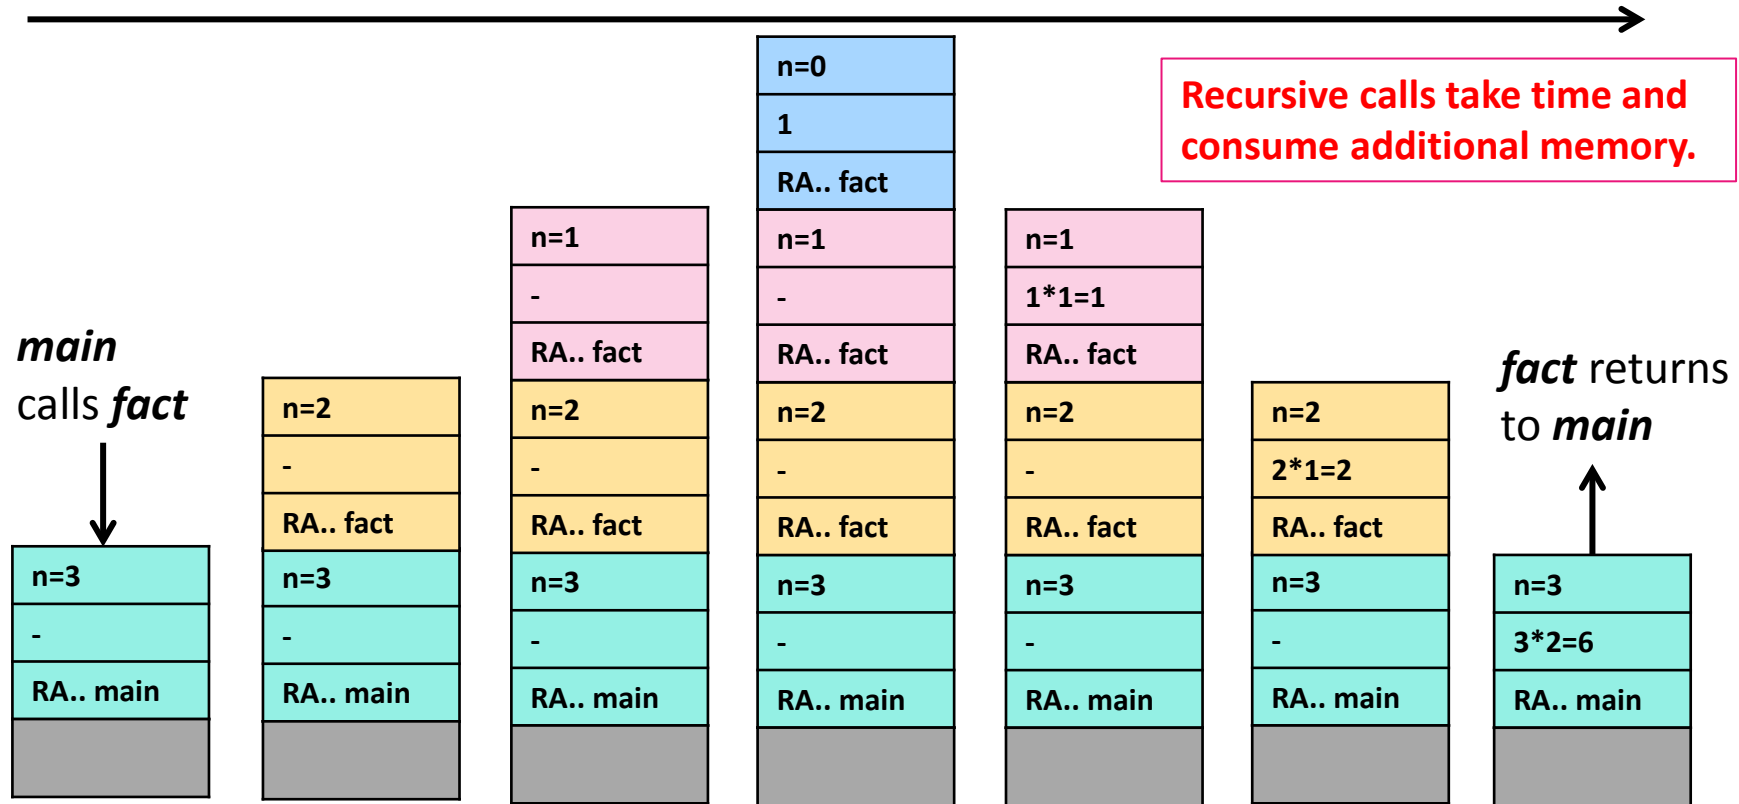 Recursive calls take time and
consume additional memory.
main
calls fact
n=3
-
RA.. main
n=2
-
RA.. fact
n=3
-
RA.. main
n=1
-
RA.. fact
n=2
-
RA.. fact
n=3
-
RA.. main
n=0
1
RA.. fact
n=1
-
RA.. fact
n=2
-
RA.. fact
n=3
-
RA.. main
n=1
1*1=1
RA.. fact
n=2
-
RA.. fact
n=3
-
RA.. main
n=2
2*1=2
RA.. fact
n=3
-
RA.. main
fact returns
to main
n=3
3*2=6
RA.. main